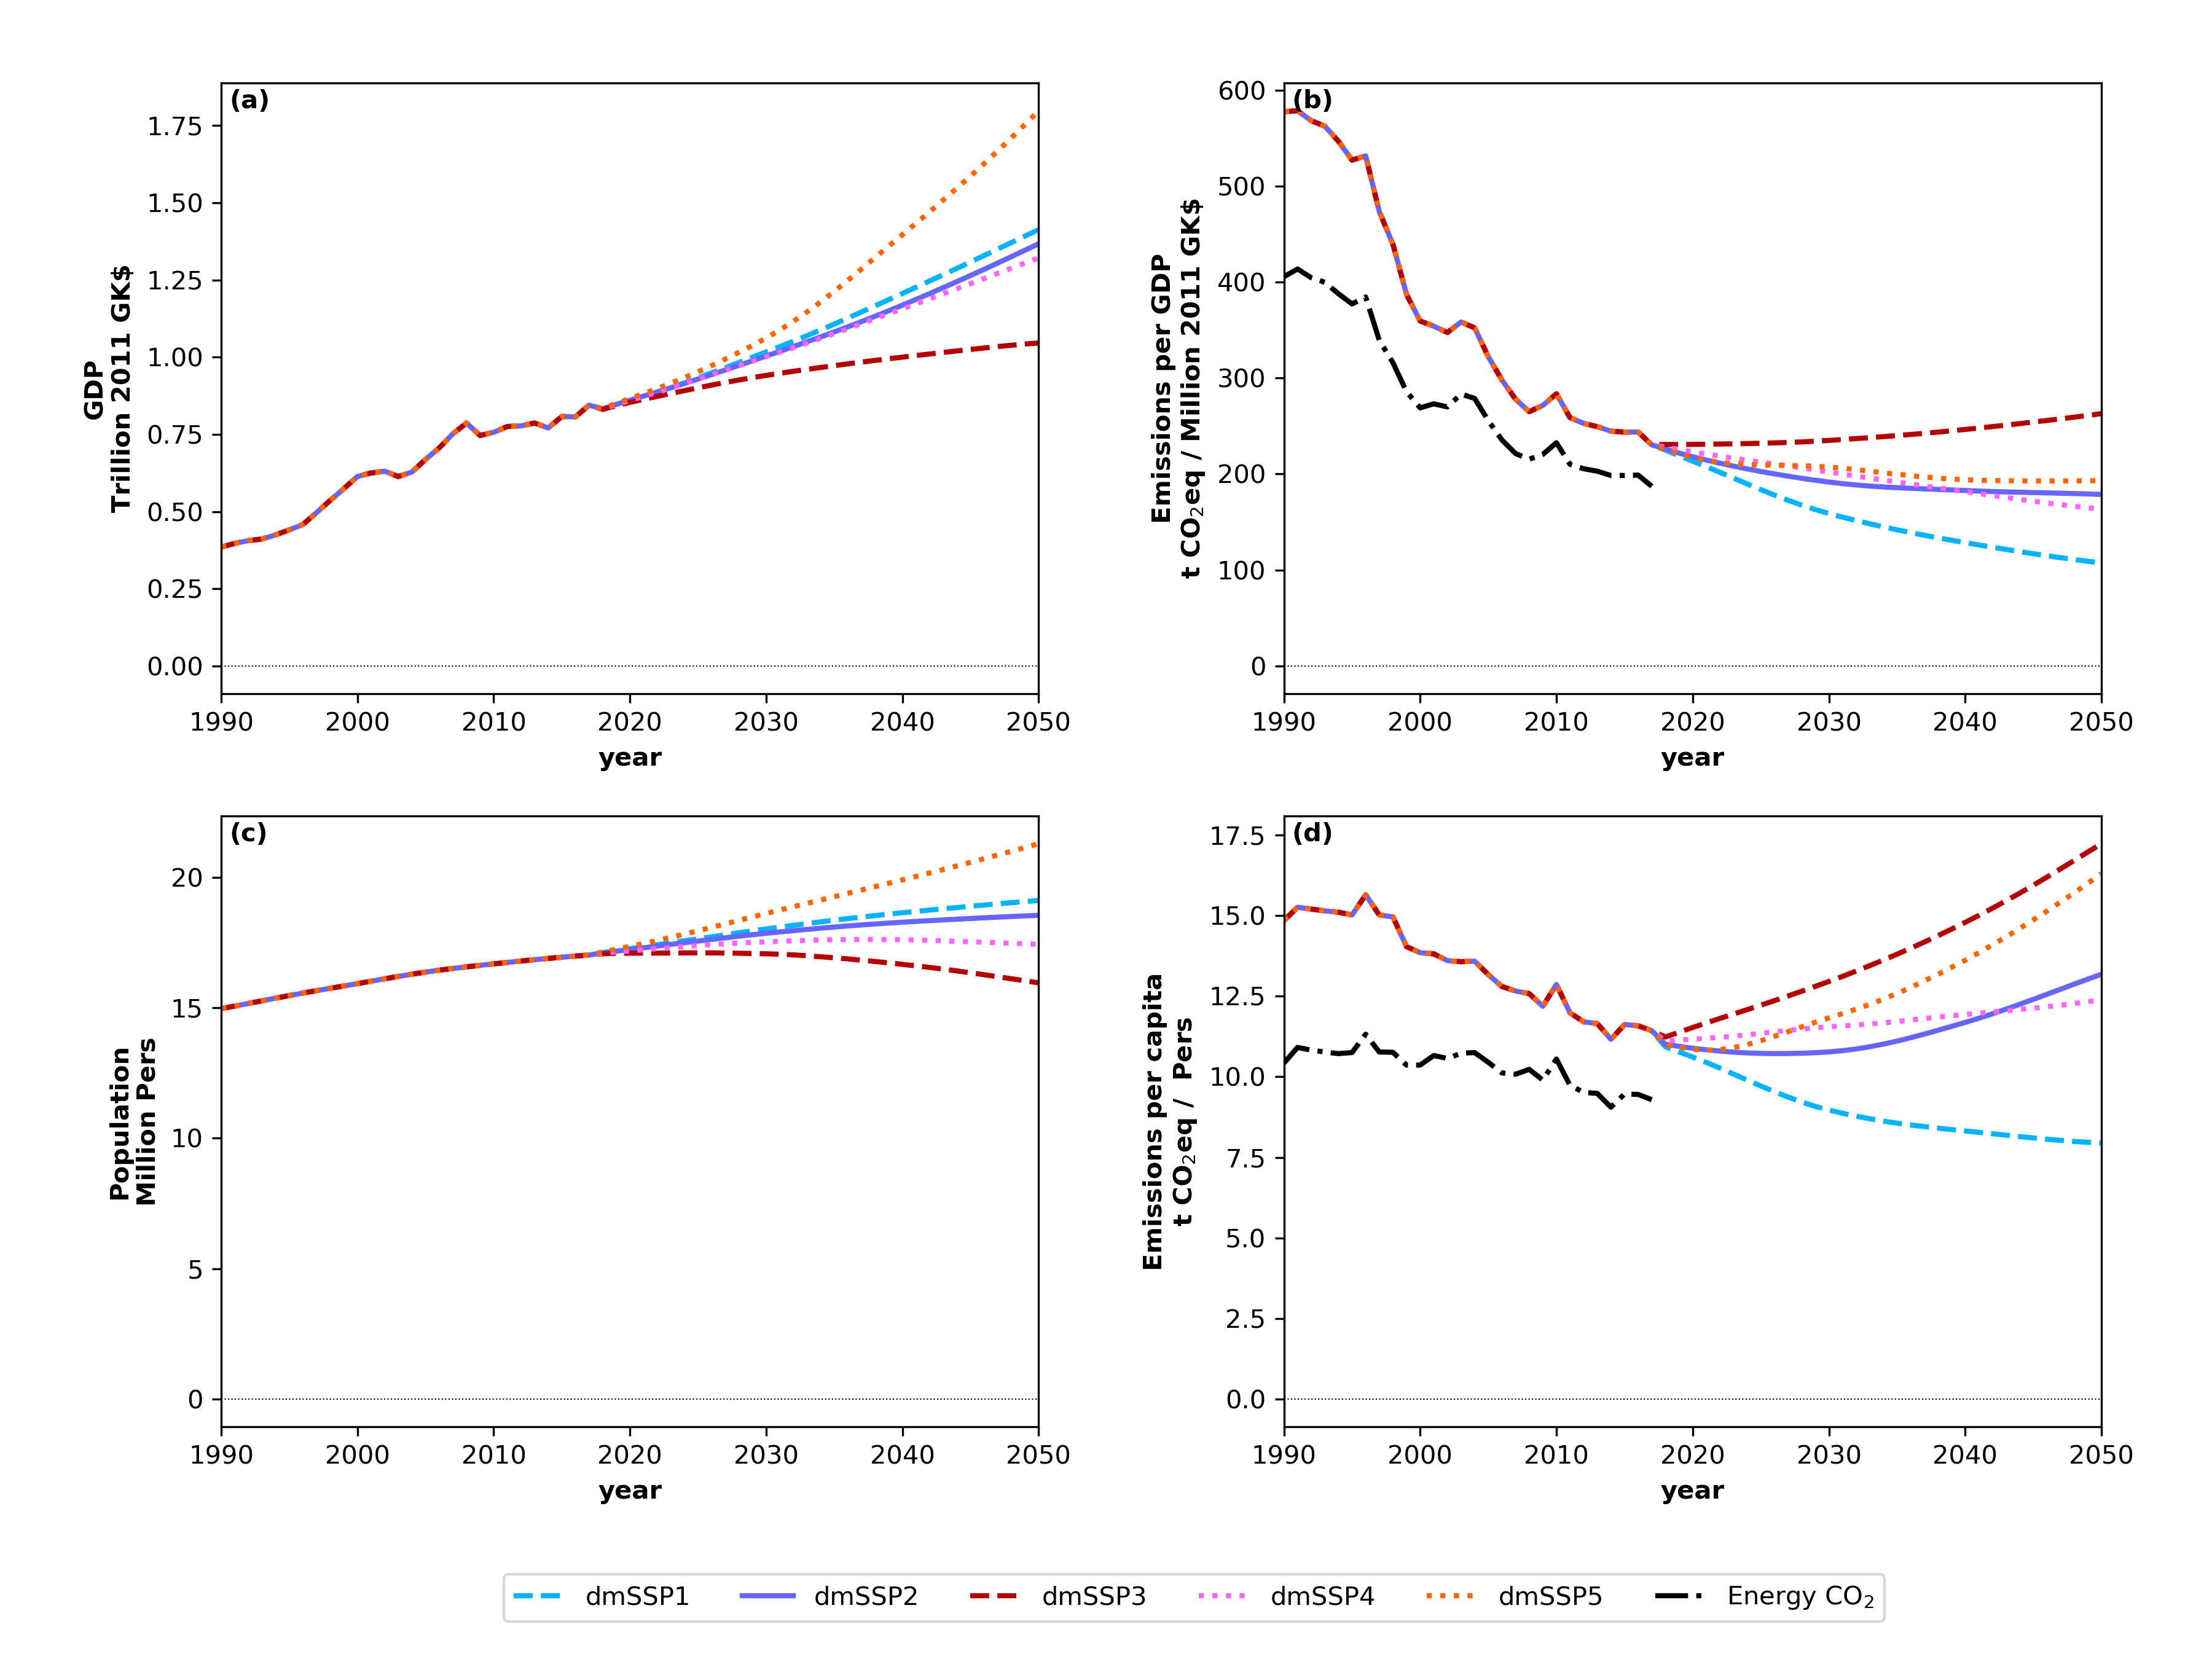 (a)
GDP
Trillion 2011 GK$
1.75
1.50
1.25
1.00
0.75
0.50
0.25
0.00
1990 2000 2010 2020 2030 2040 2050
year
(b)
Emissions per GDP
t CO₂eq / Million 2011 GK$
600
500
400
300
200
100
0
1990 2000 2010 2020 2030 2040 2050
year
(c)
Population
Million Pers
20
15
10
5
0
1990 2000 2010 2020 2030 2040 2050
year
(d)
Emissions per capita
t CO₂eq / Pers
17.5
15.0
12.5
10.0
7.5
5.0
2.5
0.0
1990 2000 2010 2020 2030 2040 2050
year
dmSSP1 dmSSP2 dmSSP3 dmSSP4 dmSSP5 Energy CO₂